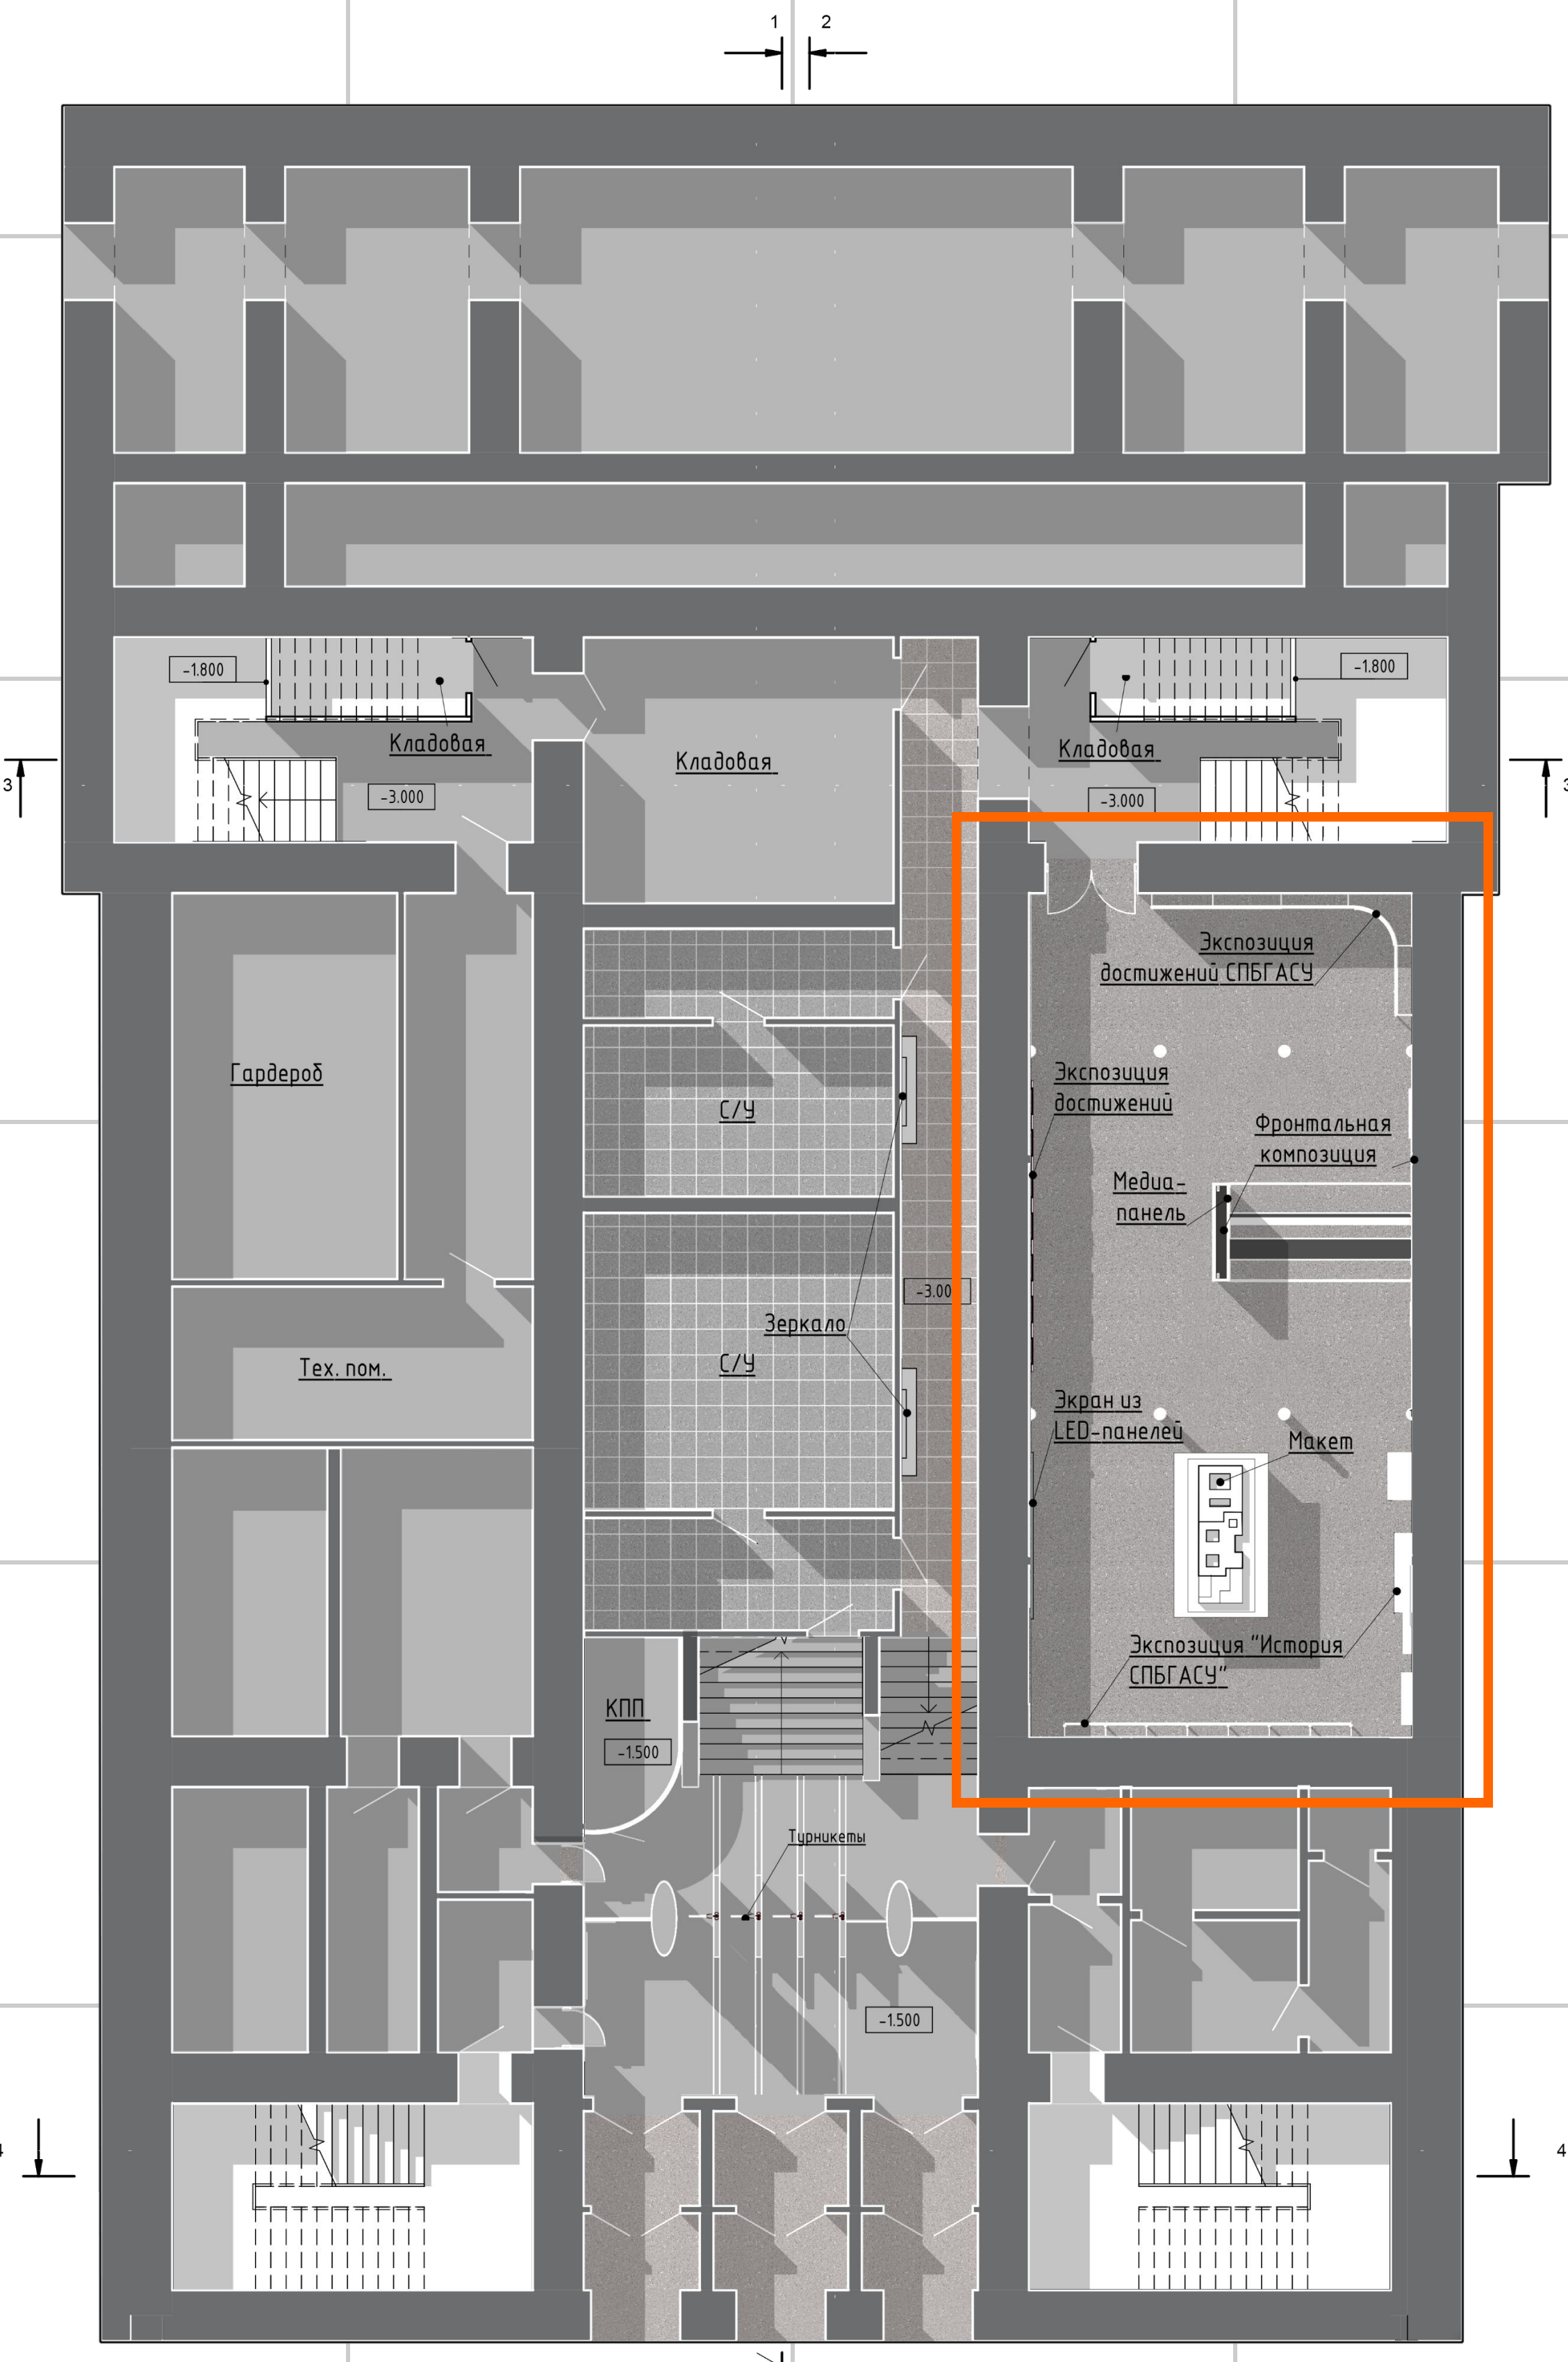 1 2
-1.800
-1.800
Кладовая
Кладовая
Кладовая
3
3
-3.000
-3.000
Экспозиция
достижений СПБГАСУ
Гардероб
С/У
Экспозиция
достижений
Фронтальная
композиция
Медиа-
панель
-3.00
Зеркало
С/У
Тех. пом.
Экран из
LED-панелей
Макет
Экспозиция "История
СПБГАСУ"
КПП
-1.500
Турникеты
-1.500
4
4